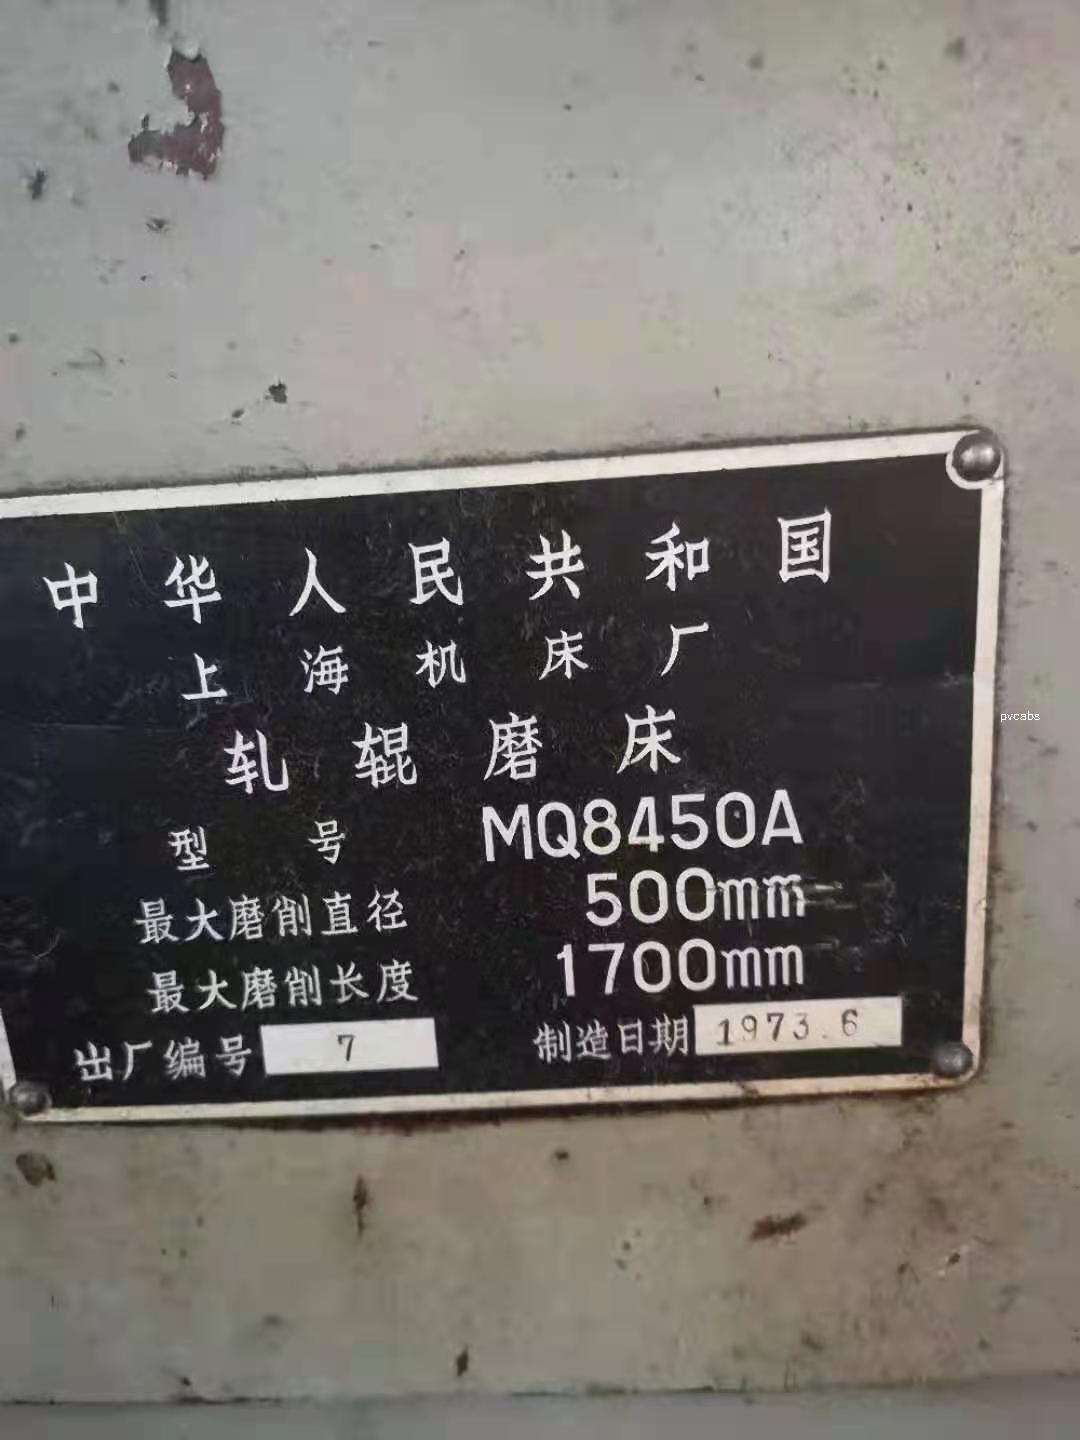 中华人民共和国
上海机床厂
轧辊磨床
型号 MQ8450A
最大磨削直径 500mm
最大磨削长度 1700mm
出厂编号 7 制造日期 1973.6
pvcabs